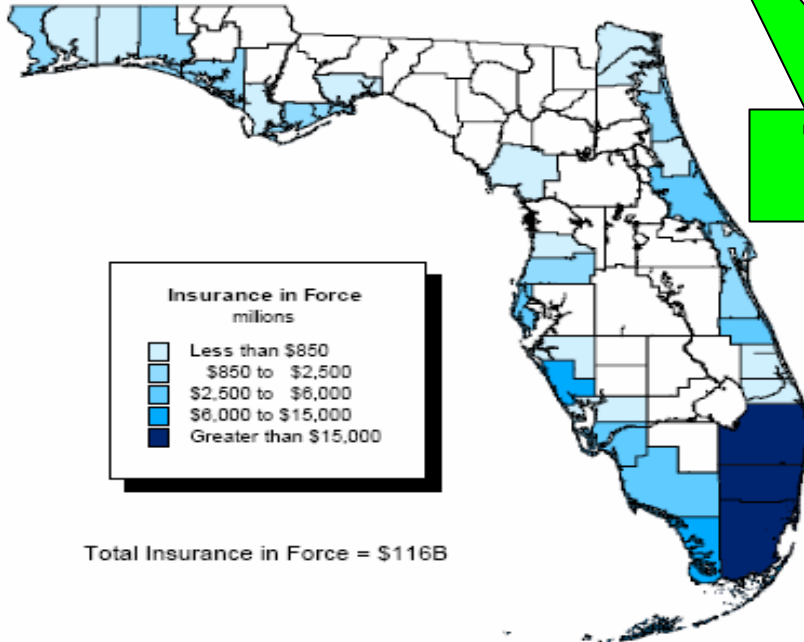 Insurance in Force
millions
Less than $850
$850 to $2,500
$2,500 to $6,000
$6,000 to $15,000
Greater than $15,000
Total Insurance in Force = $116B